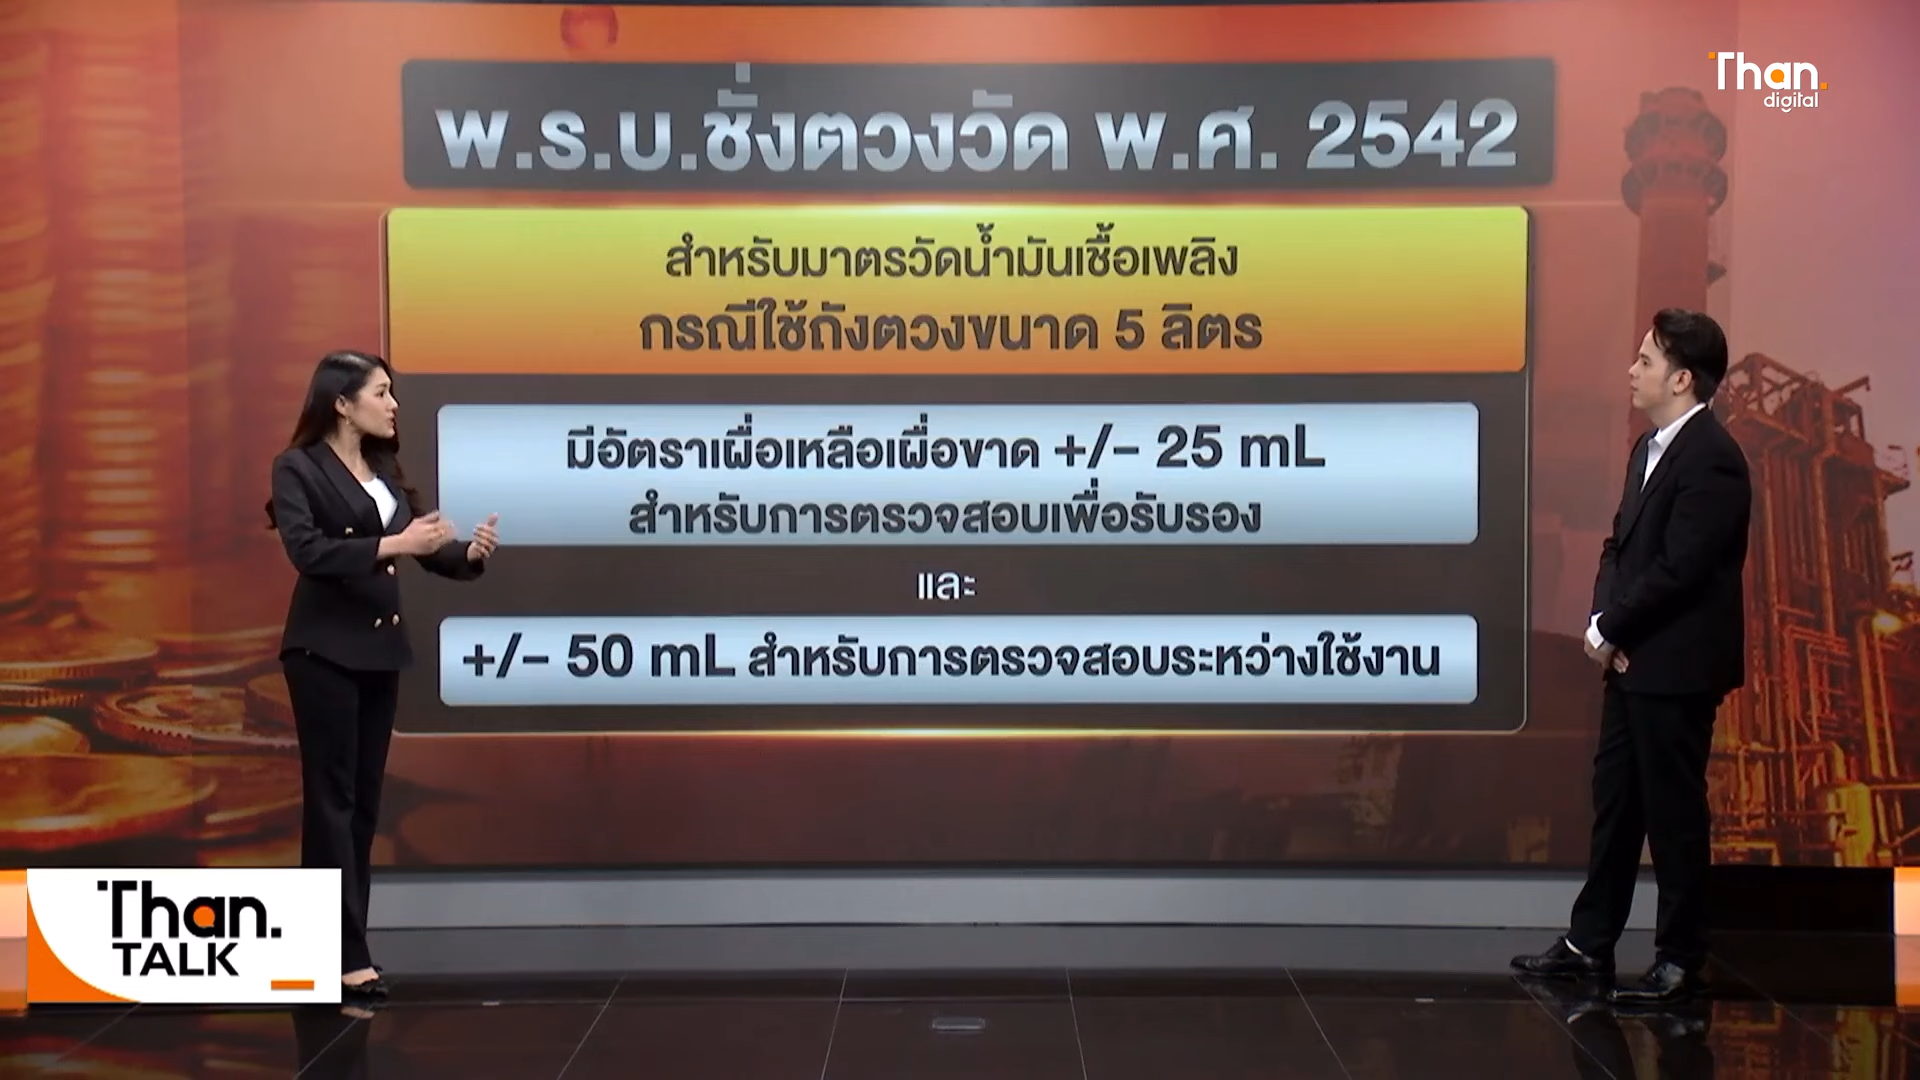 Than.
digital
พ.ร.บ.ชั่งตวงวัด พ.ศ. 2542
สำหรับมาตรวัดน้ำมันเชื้อเพลิง
กรณีใช้ถังตวงขนาด 5 ลิตร
มีอัตราเผื่อเหลือเผื่อขาด +/- 25 mL
สำหรับการตรวจสอบเพื่อรับรอง
และ
+/- 50 mL สำหรับการตรวจสอบระหว่างใช้งาน
Than.
TALK